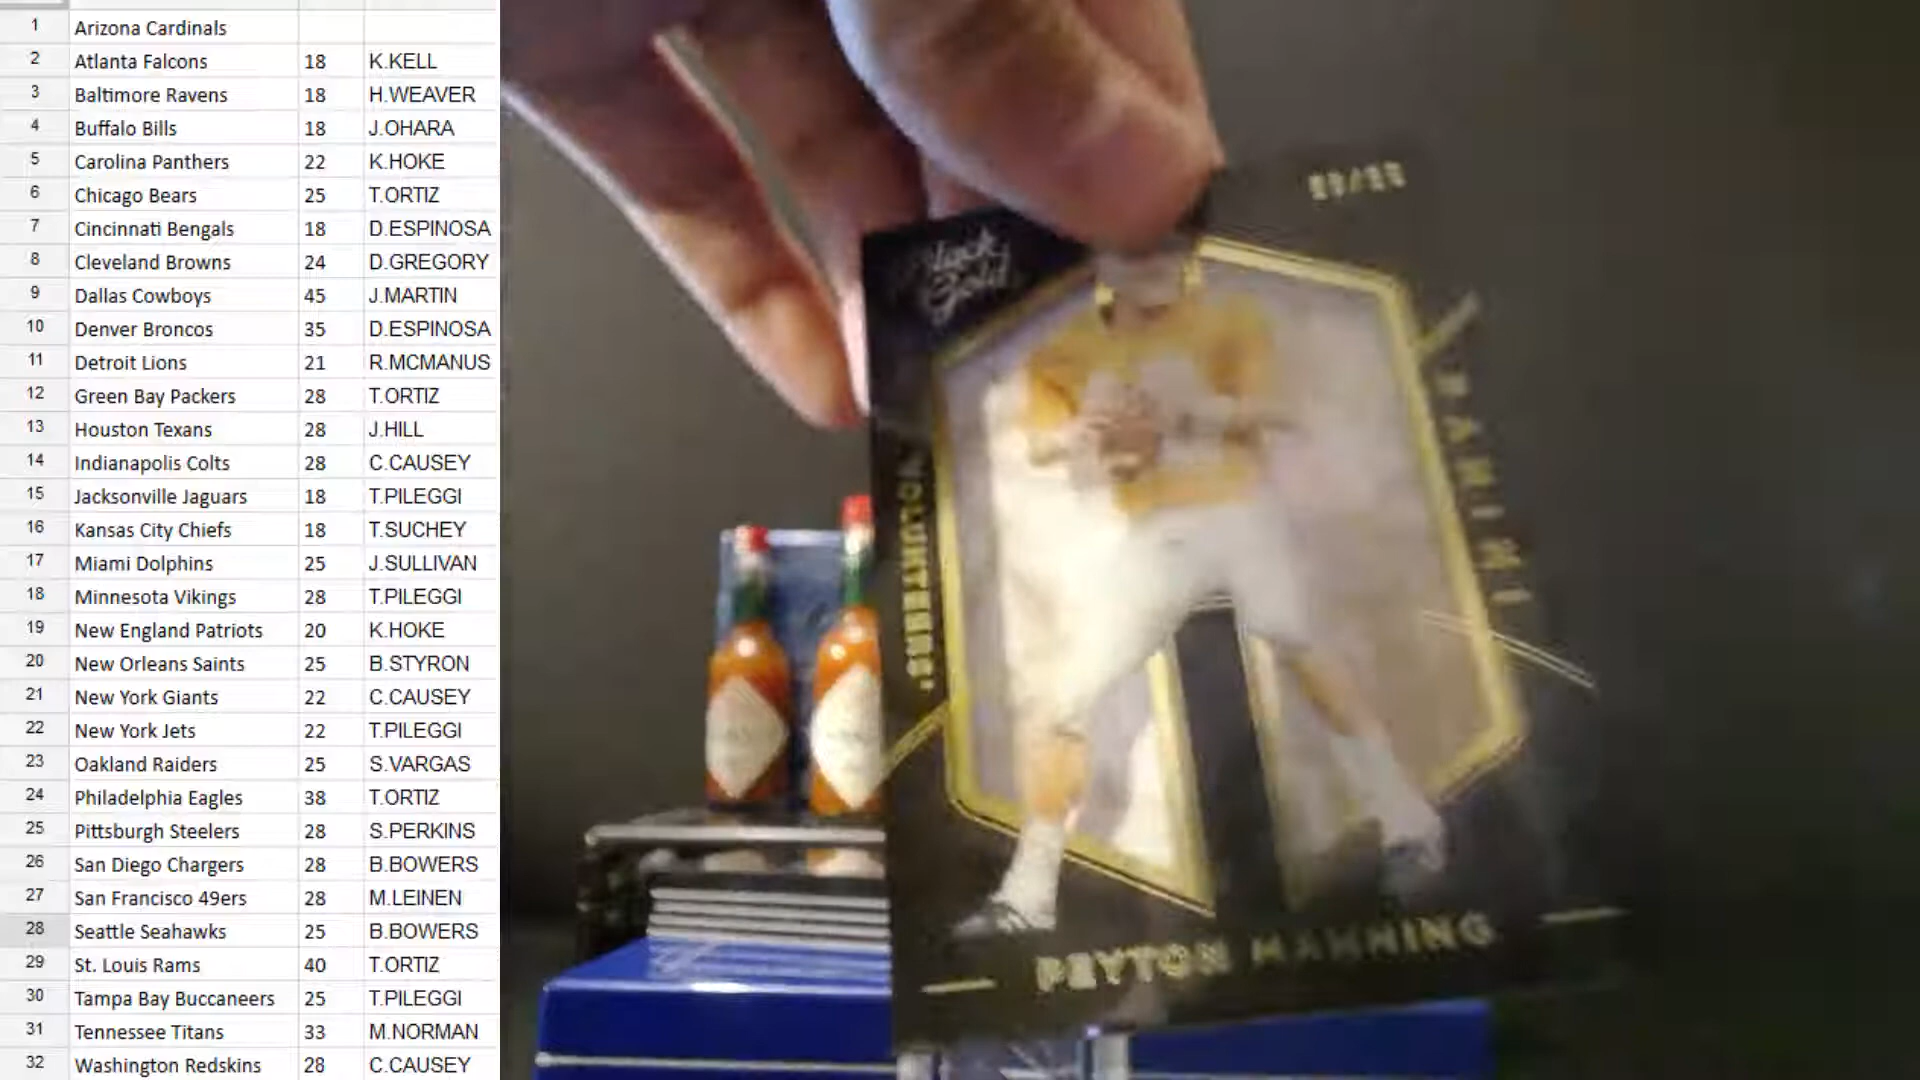 1 Arizona Cardinals
2 Atlanta Falcons 18 K.KELL
3 Baltimore Ravens 18 H.WEAVER
4 Buffalo Bills 18 J.OHARA
5 Carolina Panthers 22 K.HOKE
6 Chicago Bears 25 T.ORTIZ
7 Cincinnati Bengals 18 D.ESPINOSA
8 Cleveland Browns 24 D.GREGORY
9 Dallas Cowboys 45 J.MARTIN
10 Denver Broncos 35 D.ESPINOSA
11 Detroit Lions 21 R.MCMANUS
12 Green Bay Packers 28 T.ORTIZ
13 Houston Texans 28 J.HILL
14 Indianapolis Colts 28 C.CAUSEY
15 Jacksonville Jaguars 18 T.PILEGGI
16 Kansas City Chiefs 18 T.SUCHEY
17 Miami Dolphins 25 J.SULLIVAN
18 Minnesota Vikings 28 T.PILEGGI
19 New England Patriots 20 K.HOKE
20 New Orleans Saints 25 B.STYRON
21 New York Giants 22 C.CAUSEY
22 New York Jets 22 T.PILEGGI
23 Oakland Raiders 25 S.VARGAS
24 Philadelphia Eagles 38 T.ORTIZ
25 Pittsburgh Steelers 28 S.PERKINS
26 San Diego Chargers 28 B.BOWERS
27 San Francisco 49ers 28 M.LEINEN
28 Seattle Seahawks 25 B.BOWERS
29 St. Louis Rams 40 T.ORTIZ
30 Tampa Bay Buccaneers 25 T.PILEGGI
31 Tennessee Titans 33 M.NORMAN
32 Washington Redskins 28 C.CAUSEY
Black
Gold
PANINI
PEYTON MANNING